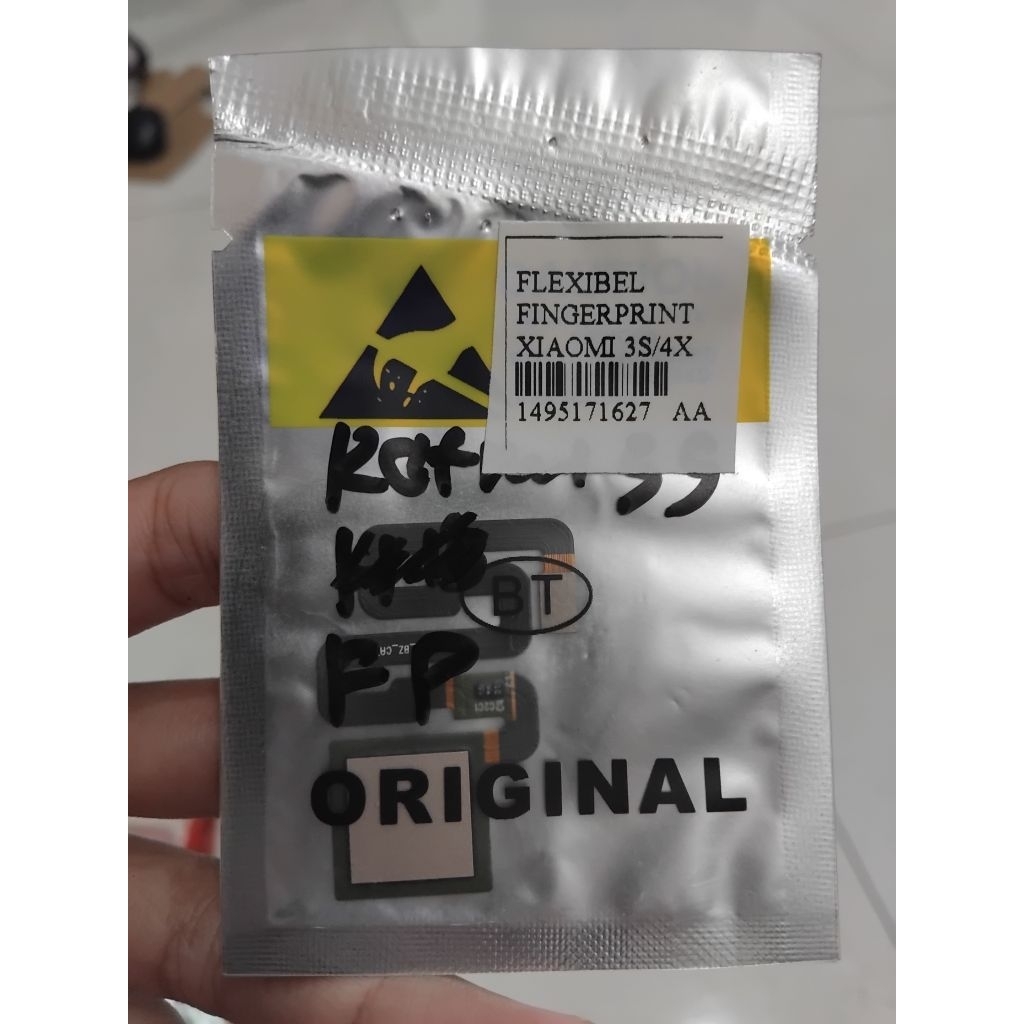 FLEXIBEL
FINGERPRINT
XIAOMI 3S/4X
1495171627 AA
BT
FP
ORIGINAL